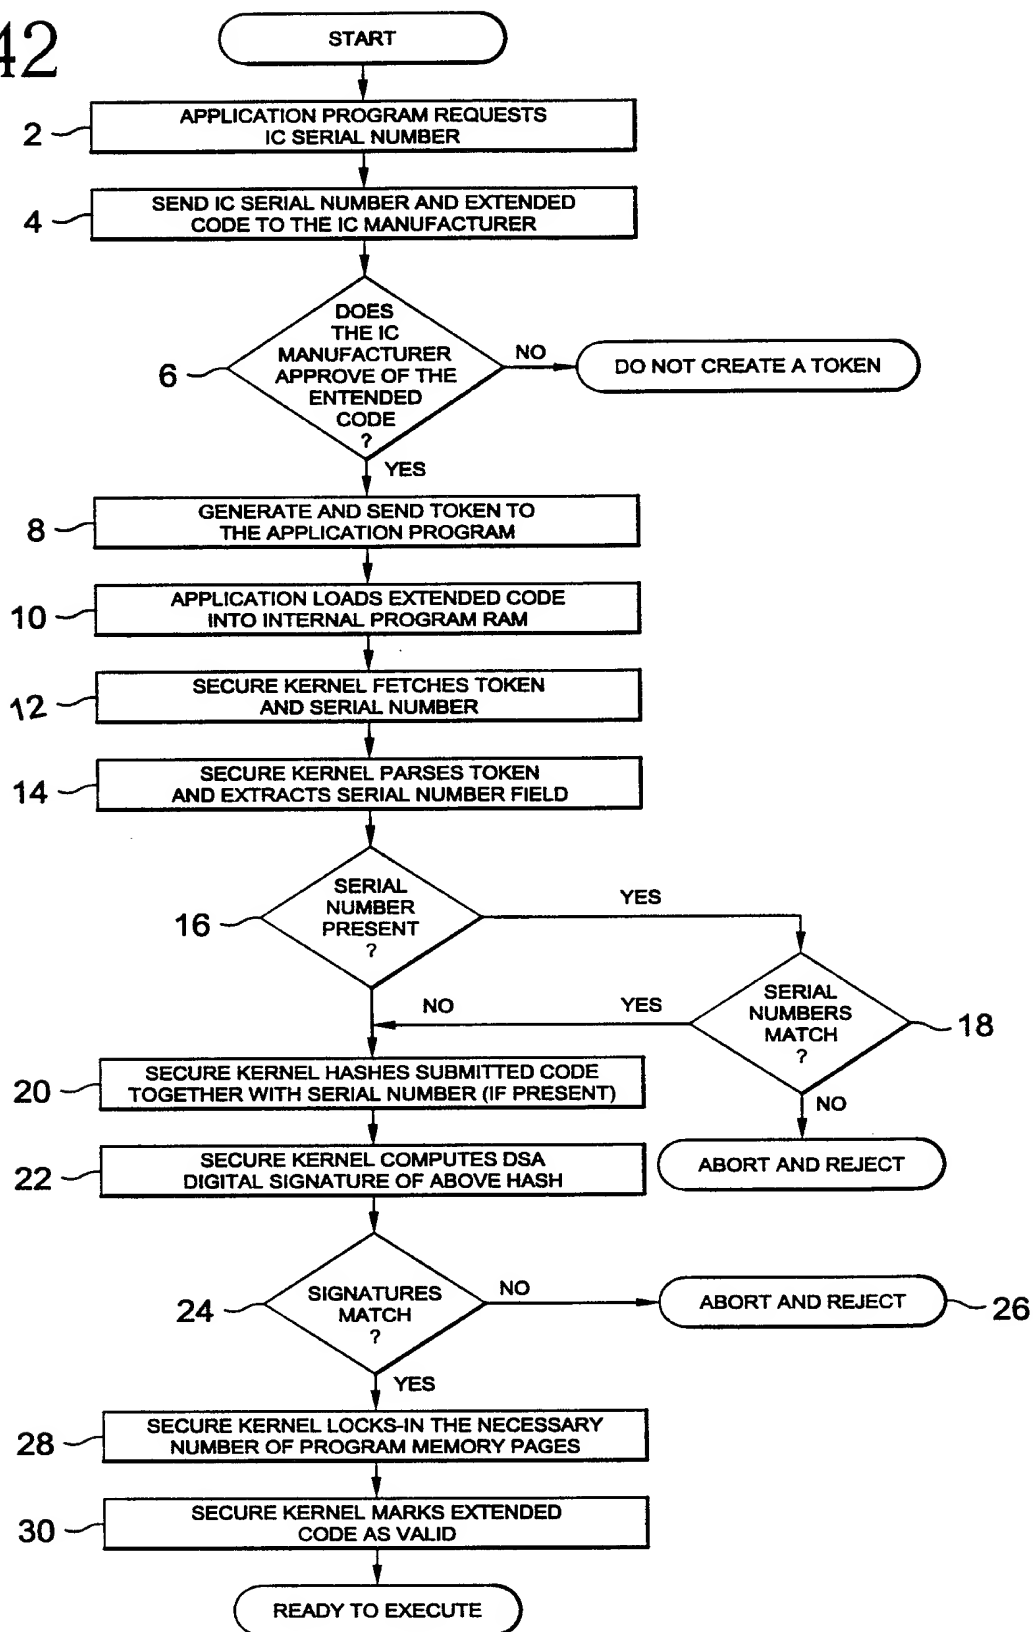 42
START
2
APPLICATION PROGRAM REQUESTS
IC SERIAL NUMBER
4
SEND IC SERIAL NUMBER AND EXTENDED
CODE TO THE IC MANUFACTURER
6
DOES
THE IC
MANUFACTURER
APPROVE OF THE
ENTENDED
CODE
?
NO
DO NOT CREATE A TOKEN
YES
8
GENERATE AND SEND TOKEN TO
THE APPLICATION PROGRAM
10
APPLICATION LOADS EXTENDED CODE
INTO INTERNAL PROGRAM RAM
12
SECURE KERNEL FETCHES TOKEN
AND SERIAL NUMBER
14
SECURE KERNEL PARSES TOKEN
AND EXTRACTS SERIAL NUMBER FIELD
16
SERIAL
NUMBER
PRESENT
?
YES
NO
YES
SERIAL
NUMBERS
MATCH
?
18
NO
ABORT AND REJECT
20
SECURE KERNEL HASHES SUBMITTED CODE
TOGETHER WITH SERIAL NUMBER (IF PRESENT)
22
SECURE KERNEL COMPUTES DSA
DIGITAL SIGNATURE OF ABOVE HASH
24
SIGNATURES
MATCH
?
NO
ABORT AND REJECT
26
YES
28
SECURE KERNEL LOCKS-IN THE NECESSARY
NUMBER OF PROGRAM MEMORY PAGES
30
SECURE KERNEL MARKS EXTENDED
CODE AS VALID
READY TO EXECUTE